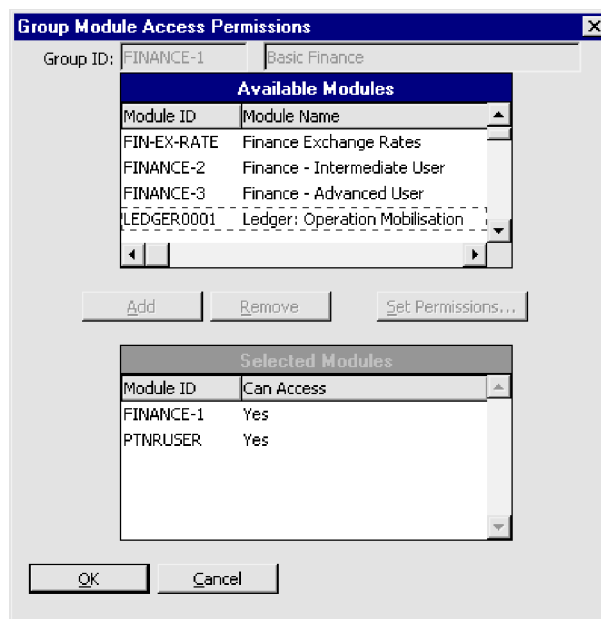 Group Module Access Permissions
Group ID: FINANCE-1 Basic Finance
Available Modules
Module ID Module Name
FIN-EX-RATE Finance Exchange Rates
FINANCE-2 Finance - Intermediate User
FINANCE-3 Finance - Advanced User
LEDGER0001 Ledger: Operation Mobilisation
Add Remove Set Permissions...
Selected Modules
Module ID Can Access
FINANCE-1 Yes
PTNRUSER Yes
OK Cancel